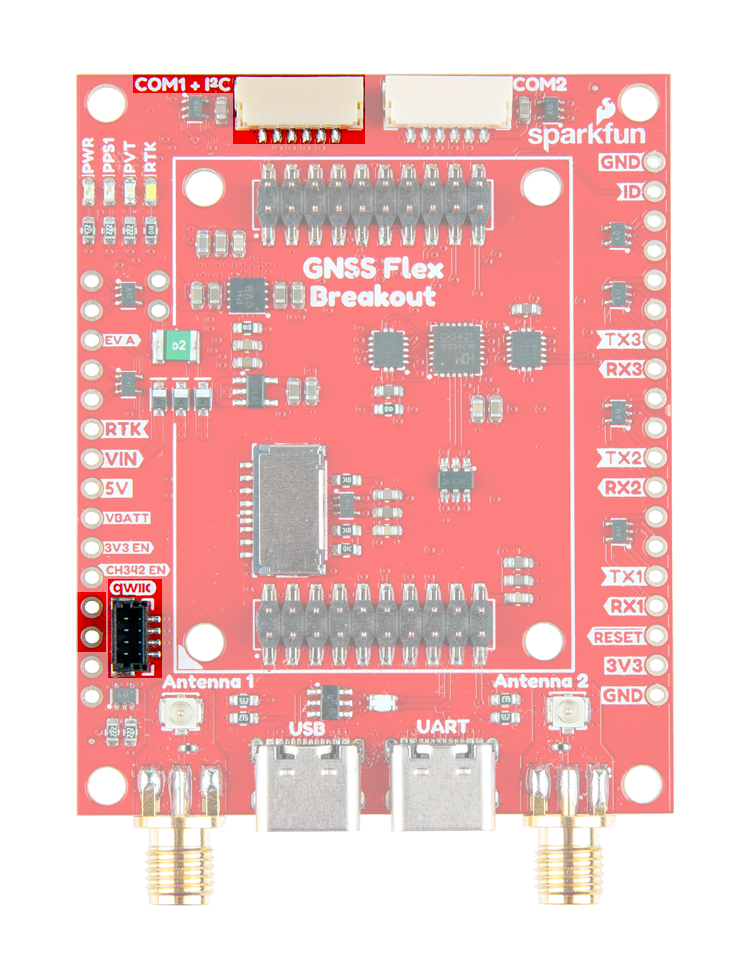 COM1 + I²C
COM2
sparkfun
PWR
PPS1
PVT
RTK
GND
ID
GNSS Flex
Breakout
EV A
b2
TX3
RX3
RTK
VIN
TX2
5V
RX2
VBATT
3V3 EN
CH342 EN
TX1
qwiic
RX1
RESET
3V3
GND
Antenna 1
Antenna 2
USB
UART